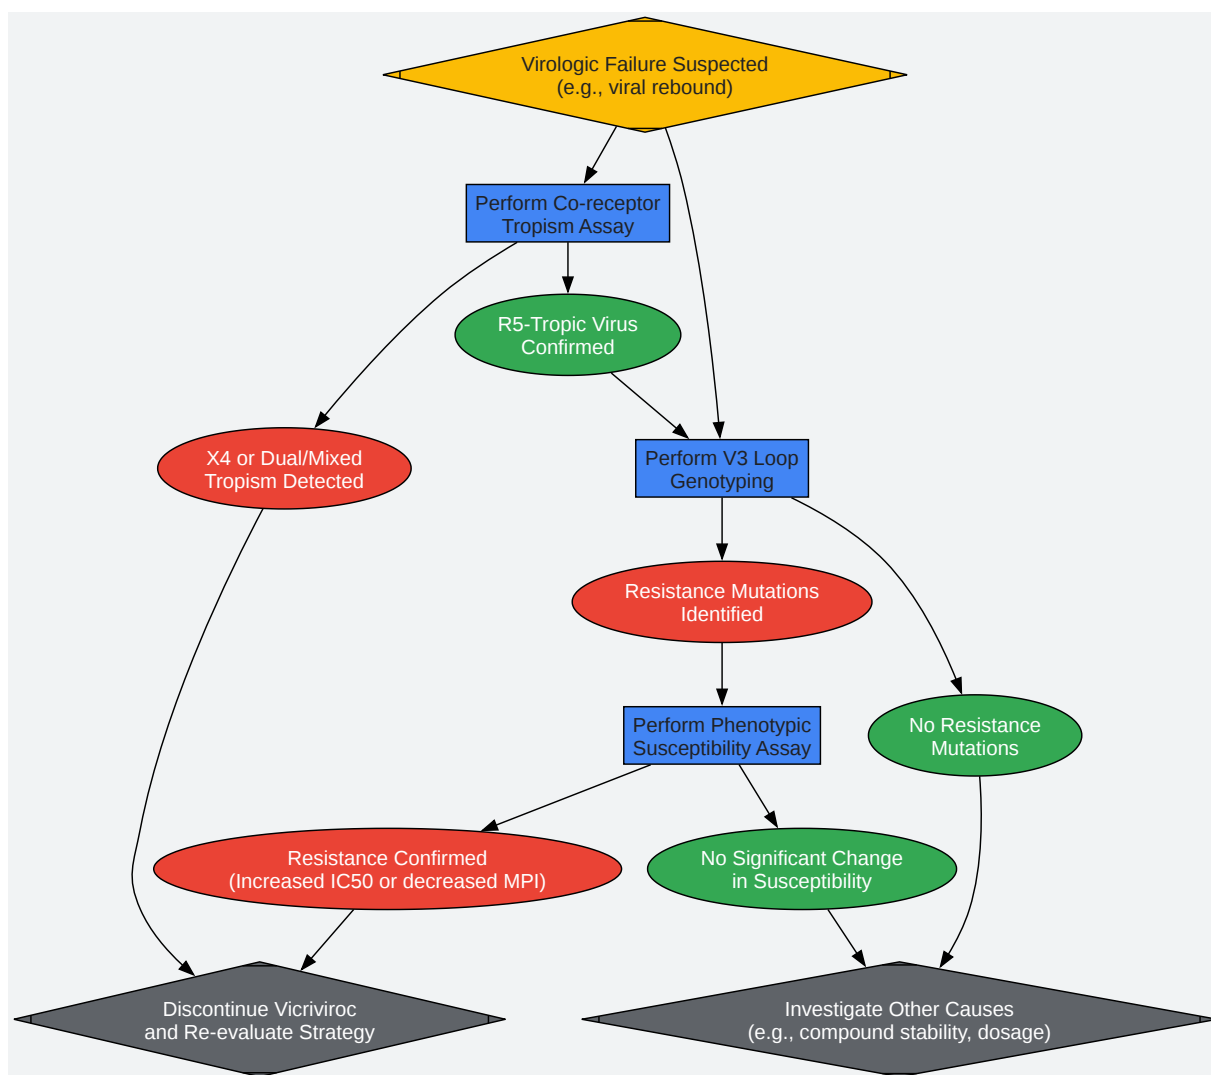 Virologic Failure Suspected
(e.g., viral rebound)
Perform Co-receptor
Tropism Assay
R5-Tropic Virus
Confirmed
X4 or Dual/Mixed
Tropism Detected
Perform V3 Loop
Genotyping
Resistance Mutations
Identified
Perform Phenotypic
Susceptibility Assay
No Resistance
Mutations
Resistance Confirmed
(Increased IC50 or decreased MPI)
No Significant Change
in Susceptibility
Discontinue Vicriviroc
and Re-evaluate Strategy
Investigate Other Causes
(e.g., compound stability, dosage)